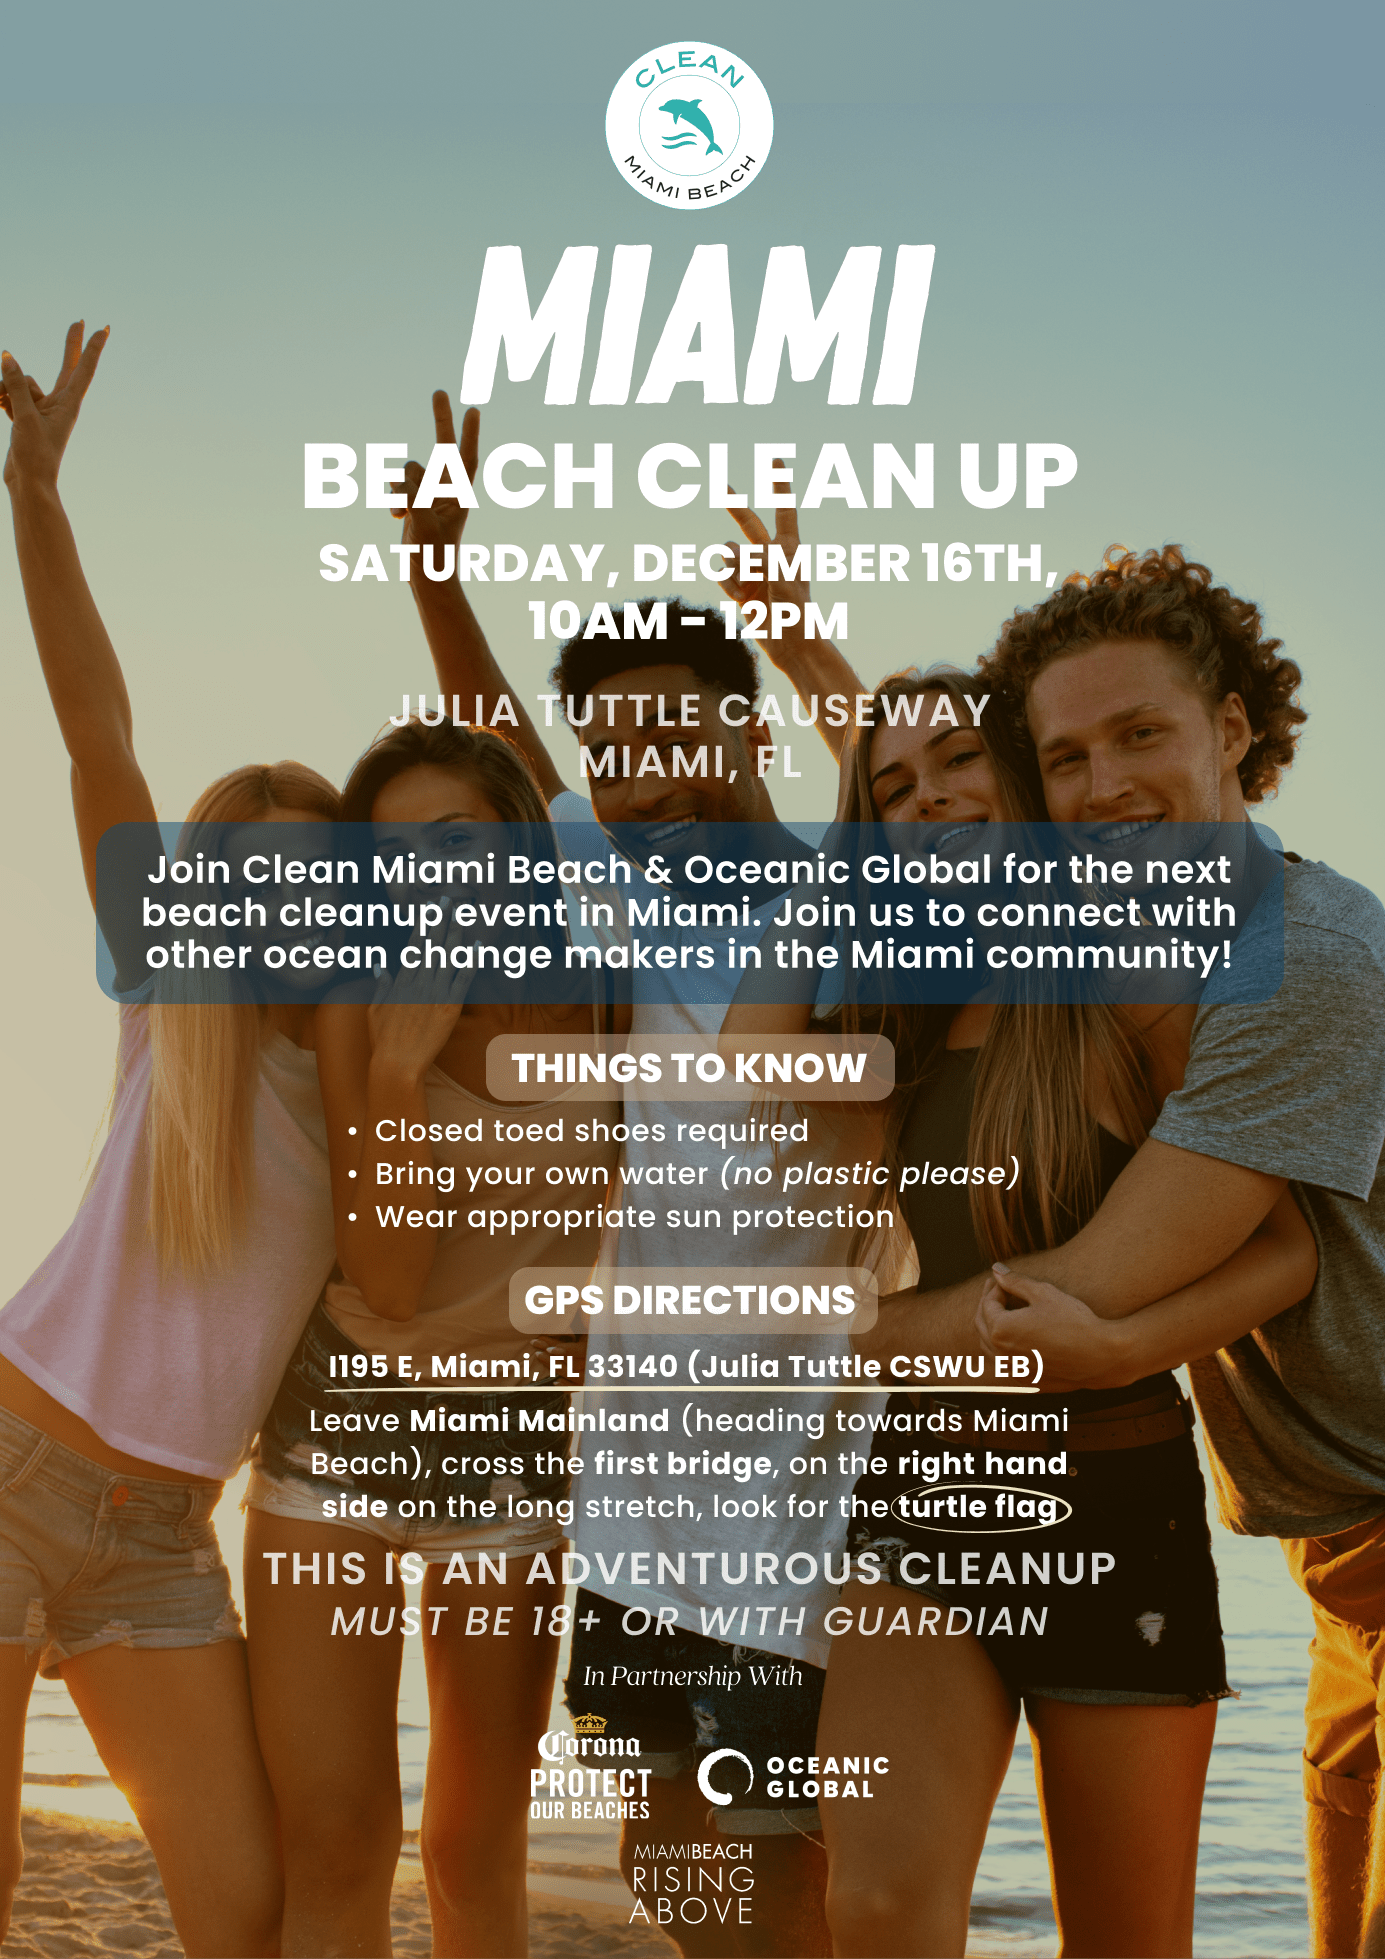 CLEAN
MIAMI BEACH
MIAMI
BEACH CLEAN UP
SATURDAY, DECEMBER 16TH,
10AM - 12PM
JULIA TUTTLE CAUSEWAY
MIAMI, FL
Join Clean Miami Beach & Oceanic Global for the next
beach cleanup event in Miami. Join us to connect with
other ocean change makers in the Miami community!
THINGS TO KNOW
• Closed toed shoes required
• Bring your own water (no plastic please)
• Wear appropriate sun protection
GPS DIRECTIONS
I195 E, Miami, FL 33140 (Julia Tuttle CSWU EB)
Leave Miami Mainland (heading towards Miami
Beach), cross the first bridge, on the right hand
side on the long stretch, look for the turtle flag
THIS IS AN ADVENTUROUS CLEANUP
MUST BE 18+ OR WITH GUARDIAN
In Partnership With
Corona
PROTECT
OUR BEACHES
OCEANIC
GLOBAL
MIAMIBEACH
RISING
ABOVE